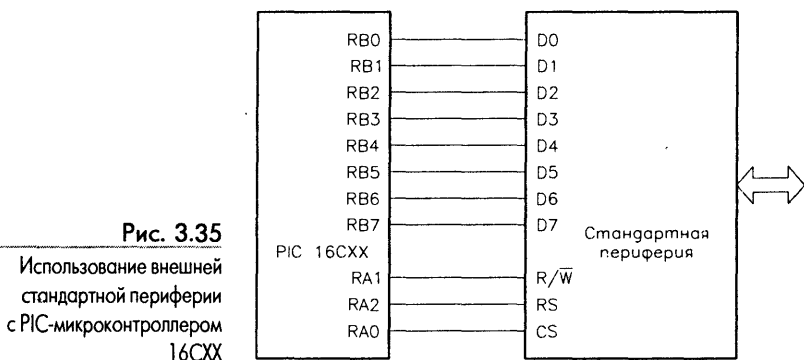 RB0 D0
RB1 D1
RB2 D2
RB3 D3
RB4 D4
RB5 D5
RB6 D6
RB7 D7
PIC 16CXX
Стандартная
периферия
RA1 R/W̅
RA2 RS
RA0 CS
Рис. 3.35
Использование внешней
стандартной периферии
с PIC-микроконтроллером
16CXX